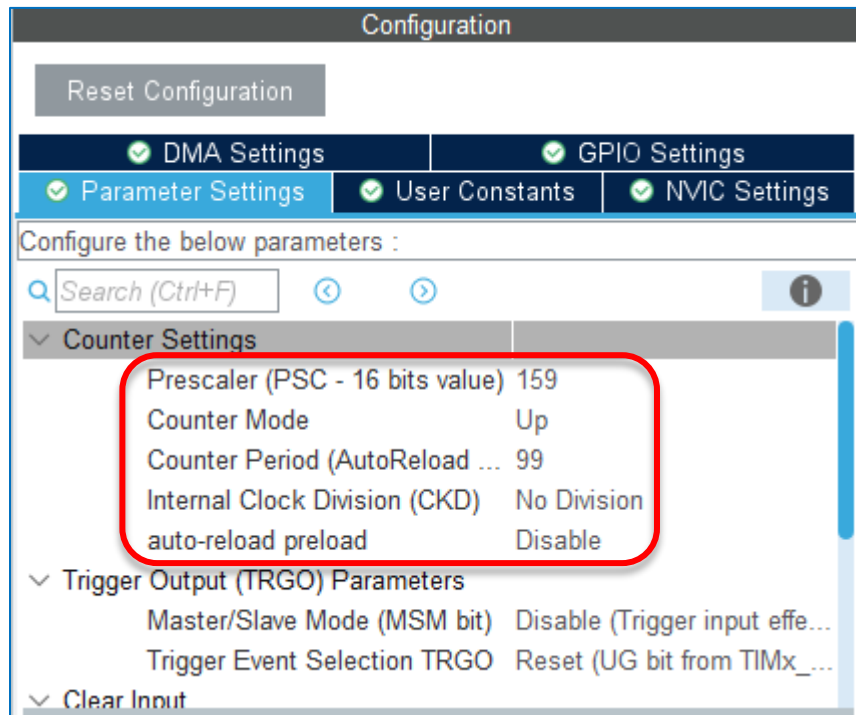 Configuration
Reset Configuration
DMA Settings GPIO Settings
Parameter Settings User Constants NVIC Settings
Configure the below parameters :
Search (Ctrl+F)
Counter Settings
Prescaler (PSC - 16 bits value) 159
Counter Mode Up
Counter Period (AutoReload ... 99
Internal Clock Division (CKD) No Division
auto-reload preload Disable
Trigger Output (TRGO) Parameters
Master/Slave Mode (MSM bit) Disable (Trigger input effe...
Trigger Event Selection TRGO Reset (UG bit from TIMx_...
Clear Input